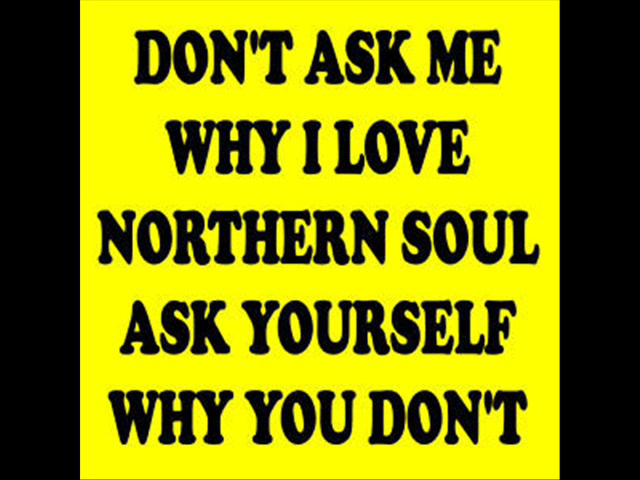 DON'T ASK ME
WHY I LOVE
NORTHERN SOUL
ASK YOURSELF
WHY YOU DON'T